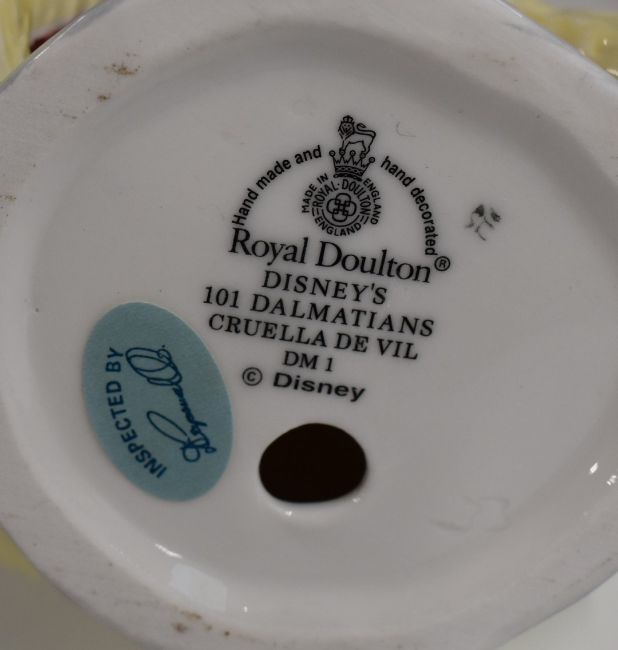 Hand made and hand decorated
MADE IN ENGLAND
ROYAL·DOULTON
ENGLAND
Royal Doulton®
DISNEY'S
101 DALMATIANS
CRUELLA DE VIL
DM 1
© Disney
INSPECTED BY